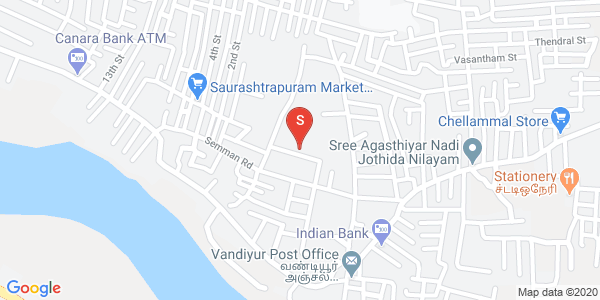 Thendral St
Canara Bank ATM
4th St
2nd St
Vasantham St
13th St
Saurashtrapuram Market...
S
Chellammal Store
Semman Rd
Sree Agasthiyar Nadi
Jothida Nilayam
Stationery
ச்டடிஒநேரி
Indian Bank
Vandiyur Post Office
வண்டியூர்
அஞ்சல்...
Google
Map data ©2020